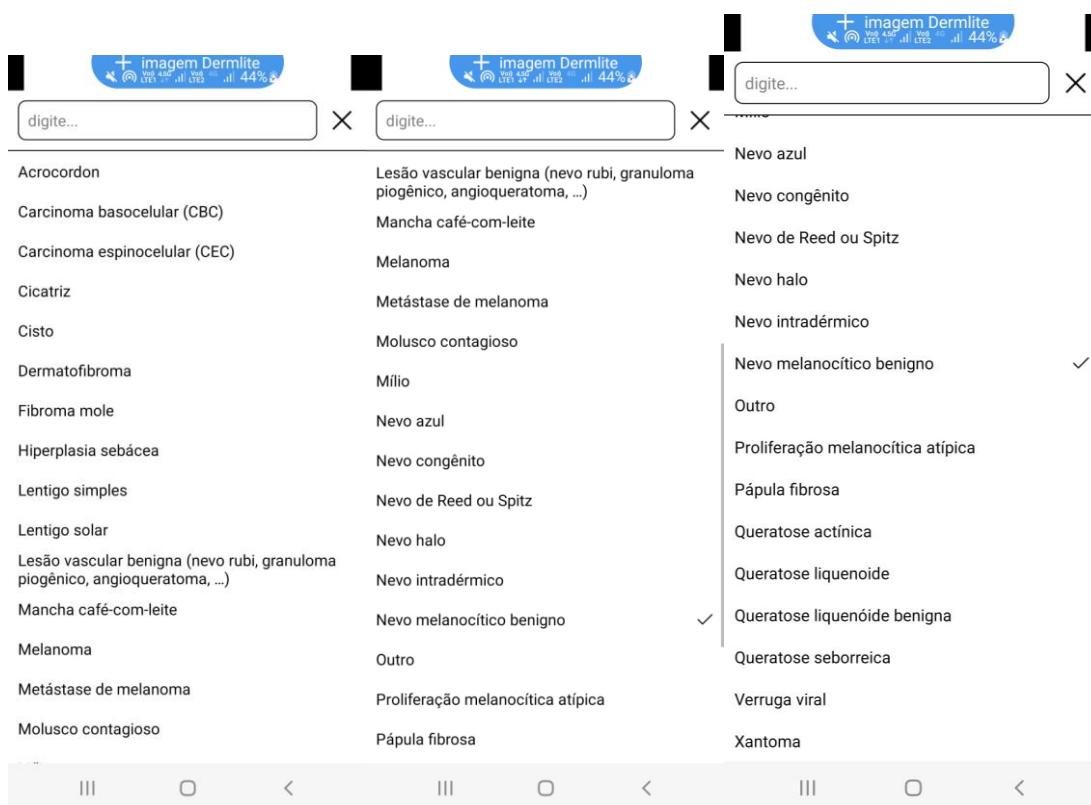 + imagem Dermlite
44%
digite...
Acrocordon
Carcinoma basocelular (CBC)
Carcinoma espinocelular (CEC)
Cicatriz
Cisto
Dermatofibroma
Fibroma mole
Hiperplasia sebácea
Lentigo simples
Lentigo solar
Lesão vascular benigna (nevo rubi, granuloma
piogênico, angioqueratoma, ...)
Mancha café-com-leite
Melanoma
Metástase de melanoma
Molusco contagioso
+ imagem Dermlite
44%
digite...
Lesão vascular benigna (nevo rubi, granuloma
piogênico, angioqueratoma, ...)
Mancha café-com-leite
Melanoma
Metástase de melanoma
Molusco contagioso
Mílio
Nevo azul
Nevo congênito
Nevo de Reed ou Spitz
Nevo halo
Nevo intradérmico
Nevo melanocítico benigno
Outro
Proliferação melanocítica atípica
Pápula fibrosa
+ imagem Dermlite
44%
digite...
Nevo azul
Nevo congênito
Nevo de Reed ou Spitz
Nevo halo
Nevo intradérmico
Nevo melanocítico benigno
Outro
Proliferação melanocítica atípica
Pápula fibrosa
Queratose actínica
Queratose liquenoide
Queratose liquenóide benigna
Queratose seborreica
Verruga viral
Xantoma